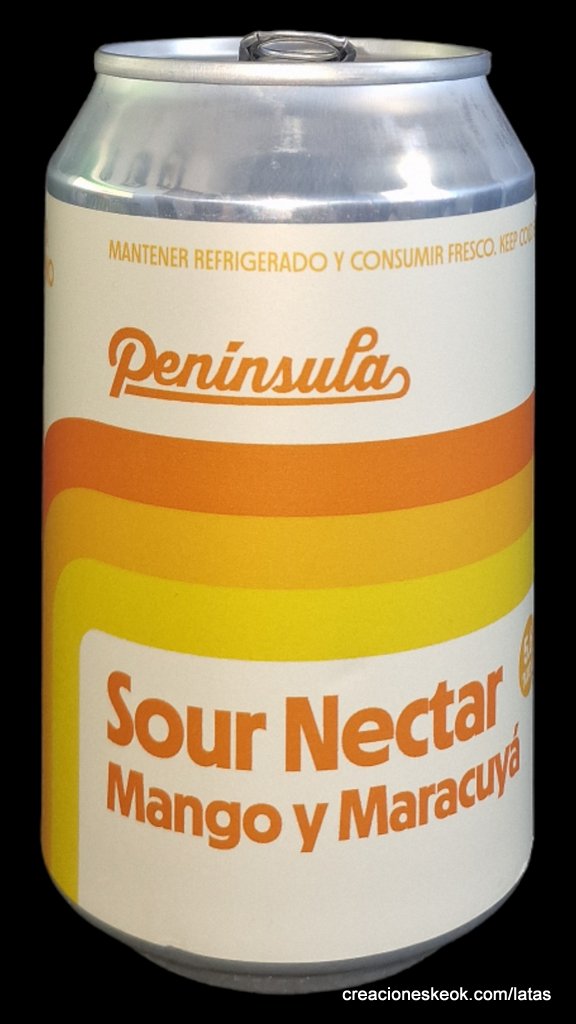 MANTENER REFRIGERADO Y CONSUMIR FRESCO. KEEP
Península
Sour Nectar
Mango y Maracuyá
creacioneskeok.com/latas